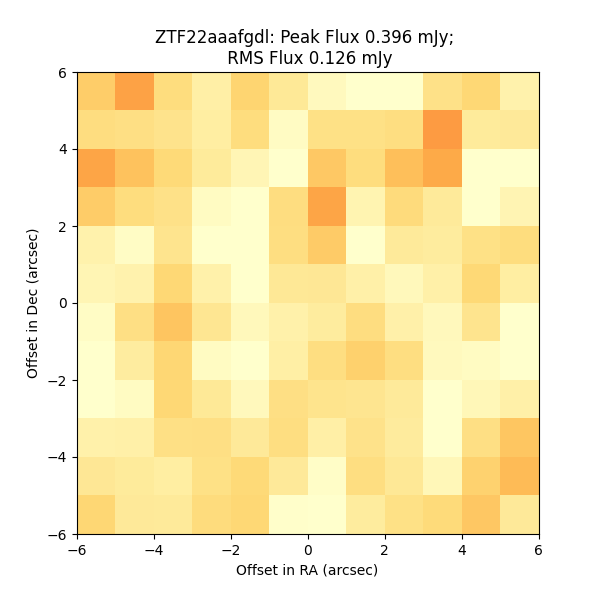 ZTF22aaafgdl: Peak Flux 0.396 mJy;
RMS Flux 0.126 mJy
6
4
2
0
−2
−4
−6
Offset in Dec (arcsec)
−6 −4 −2 0 2 4 6
Offset in RA (arcsec)